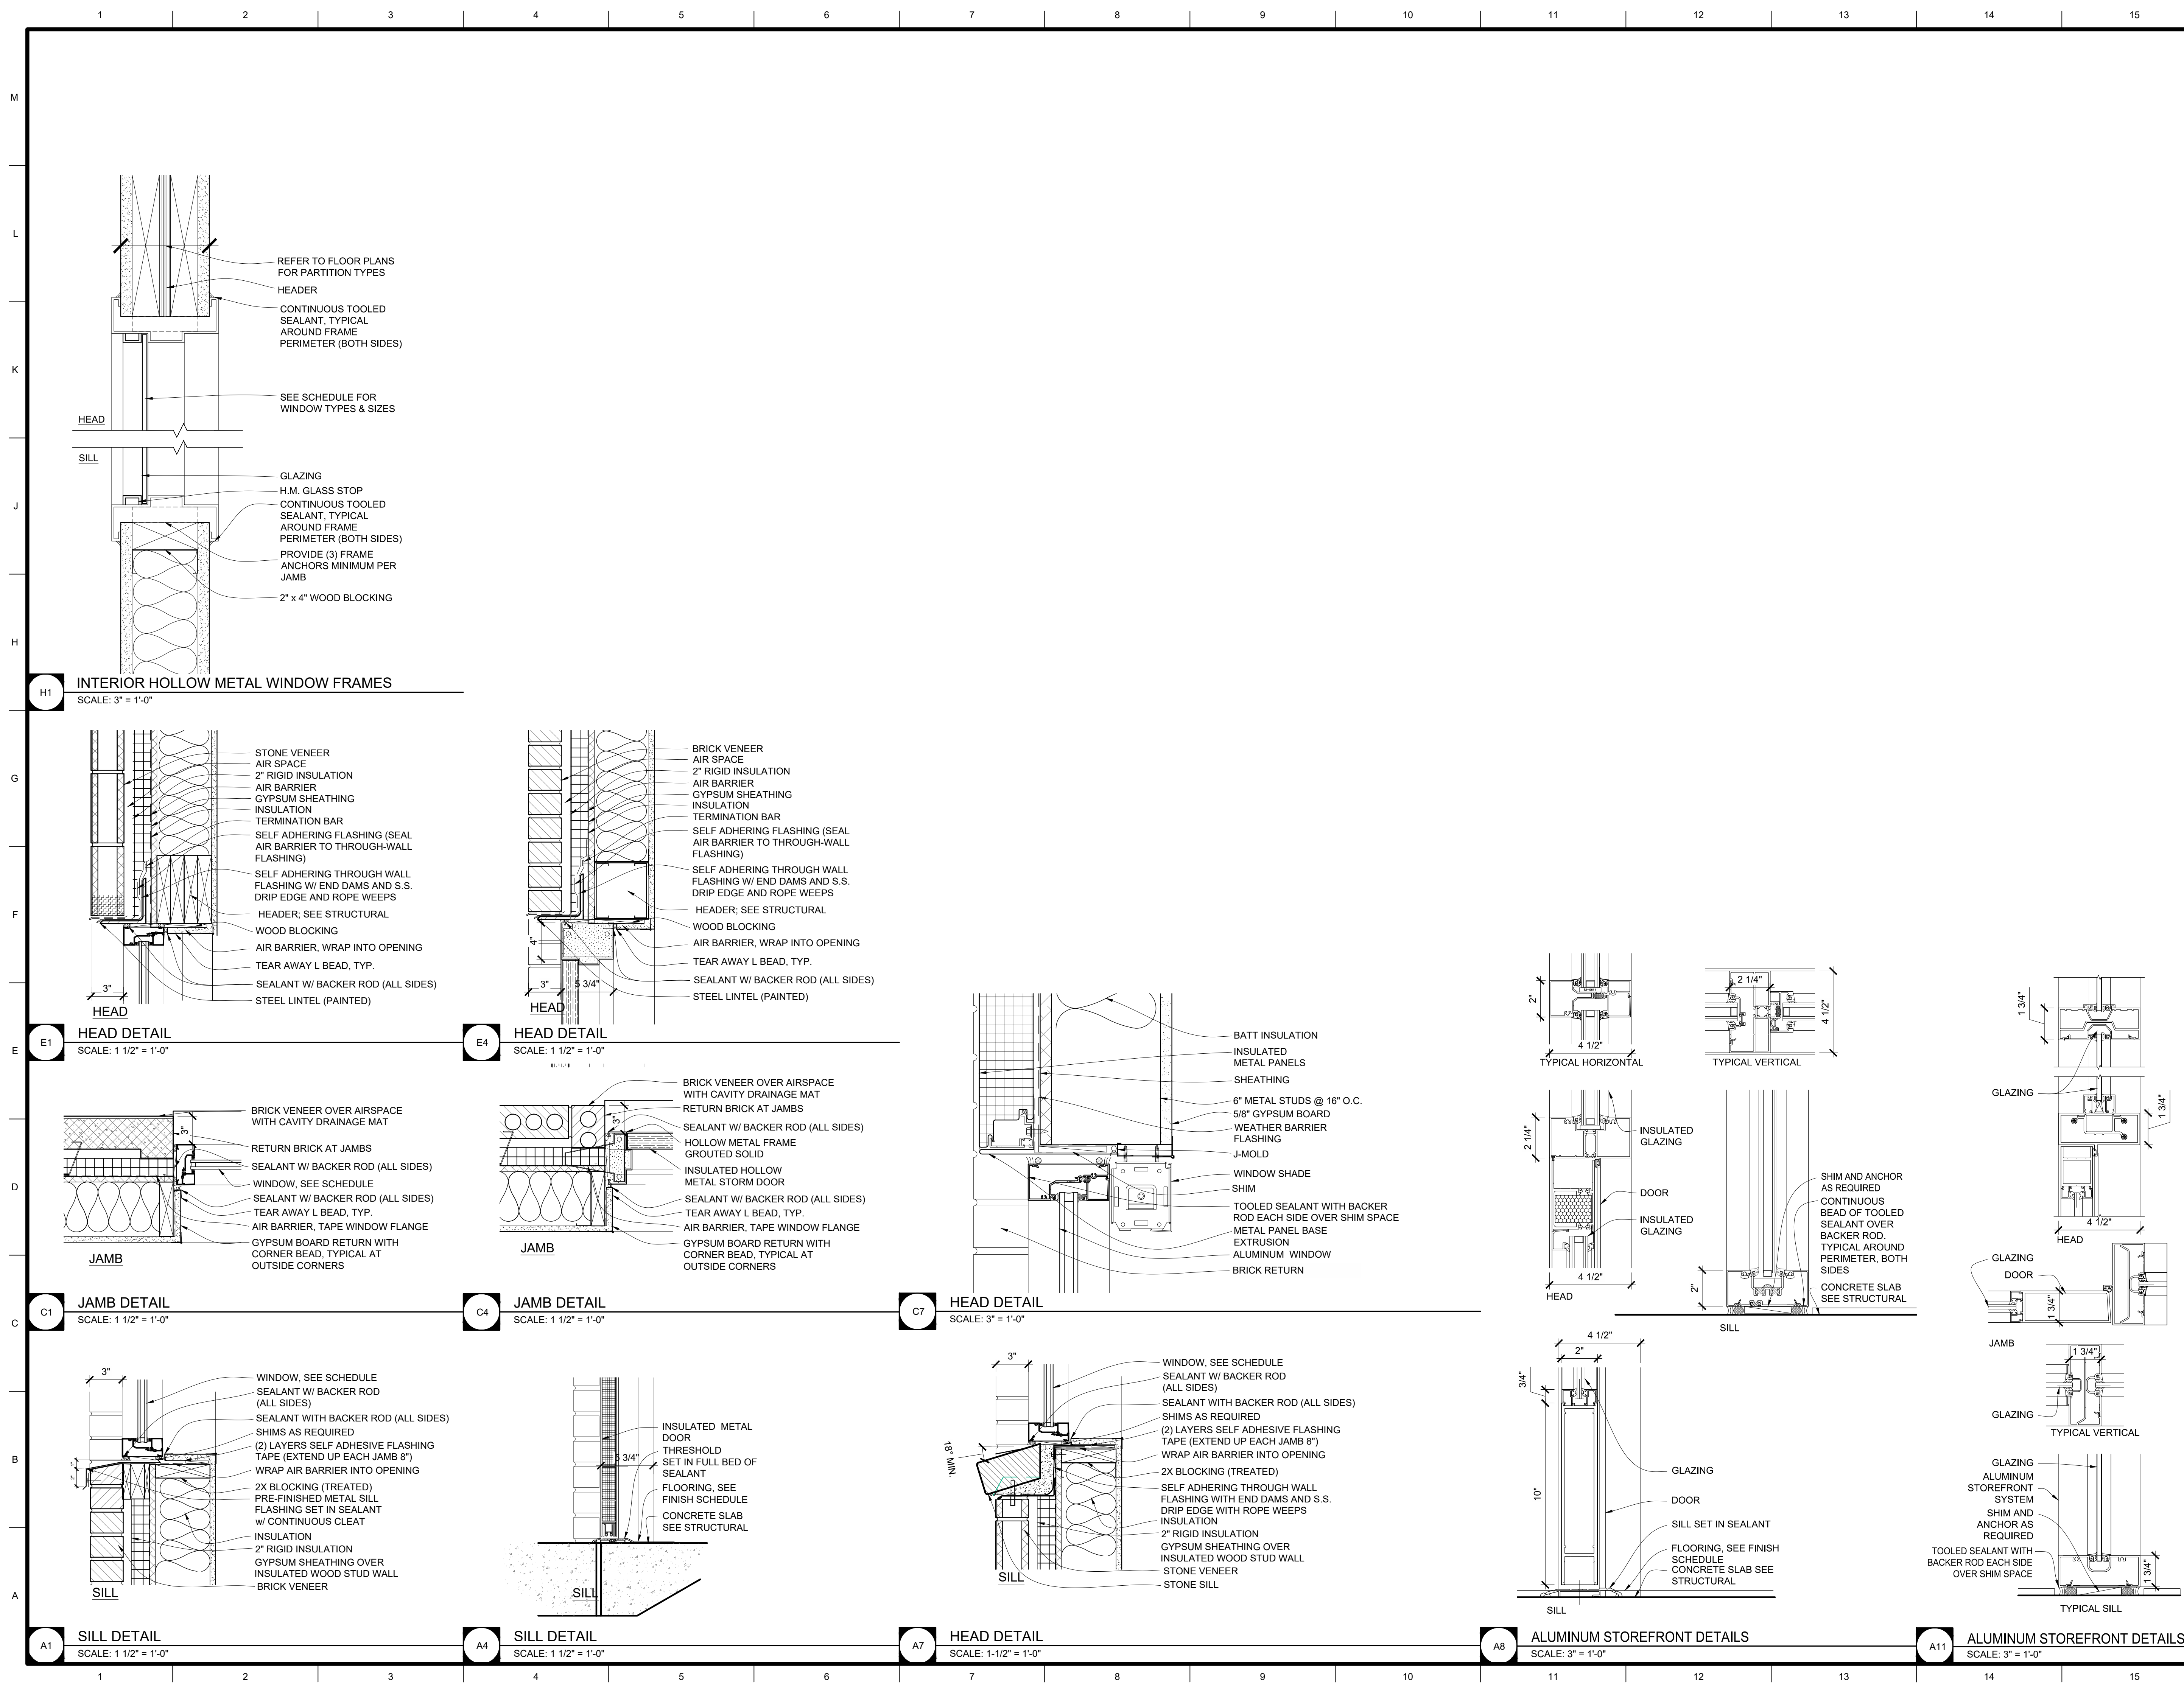 1 2 3 4 5 6 7 8 9 10 11 12 13 14 15
M
L
K
J
H
G
F
E
D
C
B
A
REFER TO FLOOR PLANS
FOR PARTITION TYPES
HEADER
CONTINUOUS TOOLED
SEALANT, TYPICAL
AROUND FRAME
PERIMETER (BOTH SIDES)
SEE SCHEDULE FOR
WINDOW TYPES & SIZES
HEAD
SILL
GLAZING
H.M. GLASS STOP
CONTINUOUS TOOLED
SEALANT, TYPICAL
AROUND FRAME
PERIMETER (BOTH SIDES)
PROVIDE (3) FRAME
ANCHORS MINIMUM PER
JAMB
2" x 4" WOOD BLOCKING
H1
INTERIOR HOLLOW METAL WINDOW FRAMES
SCALE: 3" = 1'-0"
STONE VENEER
AIR SPACE
2" RIGID INSULATION
AIR BARRIER
GYPSUM SHEATHING
INSULATION
TERMINATION BAR
SELF ADHERING FLASHING (SEAL
AIR BARRIER TO THROUGH-WALL
FLASHING)
SELF ADHERING THROUGH WALL
FLASHING W/ END DAMS AND S.S.
DRIP EDGE AND ROPE WEEPS
HEADER; SEE STRUCTURAL
WOOD BLOCKING
AIR BARRIER, WRAP INTO OPENING
TEAR AWAY L BEAD, TYP.
SEALANT W/ BACKER ROD (ALL SIDES)
STEEL LINTEL (PAINTED)
3"
HEAD
E1
HEAD DETAIL
SCALE: 1 1/2" = 1'-0"
BRICK VENEER
AIR SPACE
2" RIGID INSULATION
AIR BARRIER
GYPSUM SHEATHING
INSULATION
TERMINATION BAR
SELF ADHERING FLASHING (SEAL
AIR BARRIER TO THROUGH-WALL
FLASHING)
SELF ADHERING THROUGH WALL
FLASHING W/ END DAMS AND S.S.
DRIP EDGE AND ROPE WEEPS
HEADER; SEE STRUCTURAL
WOOD BLOCKING
AIR BARRIER, WRAP INTO OPENING
TEAR AWAY L BEAD, TYP.
SEALANT W/ BACKER ROD (ALL SIDES)
STEEL LINTEL (PAINTED)
4"
3"
5 3/4"
HEAD
E4
HEAD DETAIL
SCALE: 1 1/2" = 1'-0"
BRICK VENEER OVER AIRSPACE
WITH CAVITY DRAINAGE MAT
RETURN BRICK AT JAMBS
SEALANT W/ BACKER ROD (ALL SIDES)
WINDOW, SEE SCHEDULE
SEALANT W/ BACKER ROD (ALL SIDES)
TEAR AWAY L BEAD, TYP.
AIR BARRIER, TAPE WINDOW FLANGE
GYPSUM BOARD RETURN WITH
CORNER BEAD, TYPICAL AT
OUTSIDE CORNERS
3"
JAMB
C1
JAMB DETAIL
SCALE: 1 1/2" = 1'-0"
BRICK VENEER OVER AIRSPACE
WITH CAVITY DRAINAGE MAT
RETURN BRICK AT JAMBS
SEALANT W/ BACKER ROD (ALL SIDES)
HOLLOW METAL FRAME
GROUTED SOLID
INSULATED HOLLOW
METAL STORM DOOR
SEALANT W/ BACKER ROD (ALL SIDES)
TEAR AWAY L BEAD, TYP.
AIR BARRIER, TAPE WINDOW FLANGE
GYPSUM BOARD RETURN WITH
CORNER BEAD, TYPICAL AT
OUTSIDE CORNERS
3"
JAMB
C4
JAMB DETAIL
SCALE: 1 1/2" = 1'-0"
BATT INSULATION
INSULATED
METAL PANELS
SHEATHING
6" METAL STUDS @ 16" O.C.
5/8" GYPSUM BOARD
WEATHER BARRIER
FLASHING
J-MOLD
WINDOW SHADE
SHIM
TOOLED SEALANT WITH BACKER
ROD EACH SIDE OVER SHIM SPACE
METAL PANEL BASE
EXTRUSION
ALUMINUM WINDOW
BRICK RETURN
C7
HEAD DETAIL
SCALE: 3" = 1'-0"
3"
WINDOW, SEE SCHEDULE
SEALANT W/ BACKER ROD
(ALL SIDES)
SEALANT WITH BACKER ROD (ALL SIDES)
SHIMS AS REQUIRED
(2) LAYERS SELF ADHESIVE FLASHING
TAPE (EXTEND UP EACH JAMB 8")
WRAP AIR BARRIER INTO OPENING
2X BLOCKING (TREATED)
PRE-FINISHED METAL SILL
FLASHING SET IN SEALANT
w/ CONTINUOUS CLEAT
INSULATION
2" RIGID INSULATION
GYPSUM SHEATHING OVER
INSULATED WOOD STUD WALL
BRICK VENEER
SILL
A1
SILL DETAIL
SCALE: 1 1/2" = 1'-0"
INSULATED METAL
DOOR
THRESHOLD
SET IN FULL BED OF
SEALANT
FLOORING, SEE
FINISH SCHEDULE
CONCRETE SLAB
SEE STRUCTURAL
5 3/4"
SILL
A4
SILL DETAIL
SCALE: 1 1/2" = 1'-0"
3"
18° MIN.
WINDOW, SEE SCHEDULE
SEALANT W/ BACKER ROD
(ALL SIDES)
SEALANT WITH BACKER ROD (ALL SIDES)
SHIMS AS REQUIRED
(2) LAYERS SELF ADHESIVE FLASHING
TAPE (EXTEND UP EACH JAMB 8")
WRAP AIR BARRIER INTO OPENING
2X BLOCKING (TREATED)
SELF ADHERING THROUGH WALL
FLASHING WITH END DAMS AND S.S.
DRIP EDGE WITH ROPE WEEPS
INSULATION
2" RIGID INSULATION
GYPSUM SHEATHING OVER
INSULATED WOOD STUD WALL
STONE VENEER
STONE SILL
SILL
A7
HEAD DETAIL
SCALE: 1-1/2" = 1'-0"
2"
4 1/2"
TYPICAL HORIZONTAL
2 1/4"
4 1/2"
TYPICAL VERTICAL
2 1/4"
INSULATED
GLAZING
DOOR
INSULATED
GLAZING
4 1/2"
HEAD
SHIM AND ANCHOR
AS REQUIRED
CONTINUOUS
BEAD OF TOOLED
SEALANT OVER
BACKER ROD.
TYPICAL AROUND
PERIMETER, BOTH
SIDES
CONCRETE SLAB
SEE STRUCTURAL
2"
SILL
4 1/2"
2"
3/4"
10"
GLAZING
DOOR
SILL SET IN SEALANT
FLOORING, SEE FINISH
SCHEDULE
CONCRETE SLAB SEE
STRUCTURAL
SILL
A8
ALUMINUM STOREFRONT DETAILS
SCALE: 3" = 1'-0"
1 3/4"
GLAZING
1 3/4"
4 1/2"
HEAD
GLAZING
DOOR
1 3/4"
JAMB
1 3/4"
GLAZING
TYPICAL VERTICAL
GLAZING
ALUMINUM
STOREFRONT
SYSTEM
SHIM AND
ANCHOR AS
REQUIRED
TOOLED SEALANT WITH
BACKER ROD EACH SIDE
OVER SHIM SPACE
1 3/4"
TYPICAL SILL
A11
ALUMINUM STOREFRONT DETAILS
SCALE: 3" = 1'-0"
1 2 3 4 5 6 7 8 9 10 11 12 13 14 15